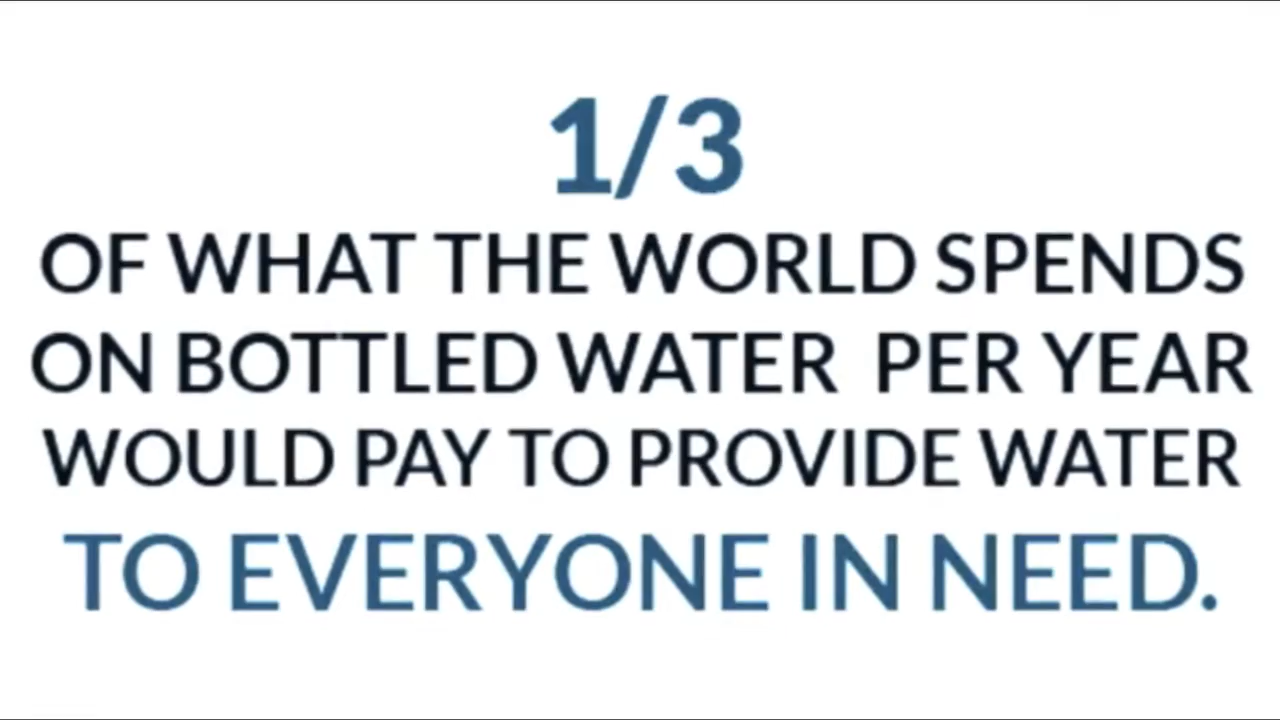 1/3
OF WHAT THE WORLD SPENDS
ON BOTTLED WATER  PER YEAR
WOULD PAY TO PROVIDE WATER
TO EVERYONE IN NEED.